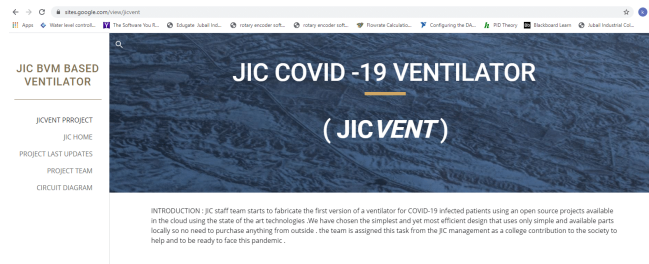 sites.google.com/view/jicvent
Apps Water level controll... The Software You R... Edugate: Jubail Ind... rotary encoder soft... rotary encoder soft... Flowrate Calculatio... Configuring the DA... PID Theory Blackboard Learn Jubail Industrial Col...
JIC BVM BASED
VENTILATOR
JICVENT PRROJECT
JIC HOME
PROJECT LAST UPDATES
PROJECT TEAM
CIRCUIT DIAGRAM
JIC COVID -19 VENTILATOR
( JICVENT )
INTRODUCTION : JIC staff team starts to fabricate the first version of a ventilator for COVID-19 infected patients using an open source projects available
in the cloud using the state of the art technologies .We have chosen the simplest and yet most efficient design that uses only simple and available parts
locally so no need to purchase anything from outside . the team is assigned this task from the JIC management as a college contribution to the society to
help and to be ready to face this pandemic .